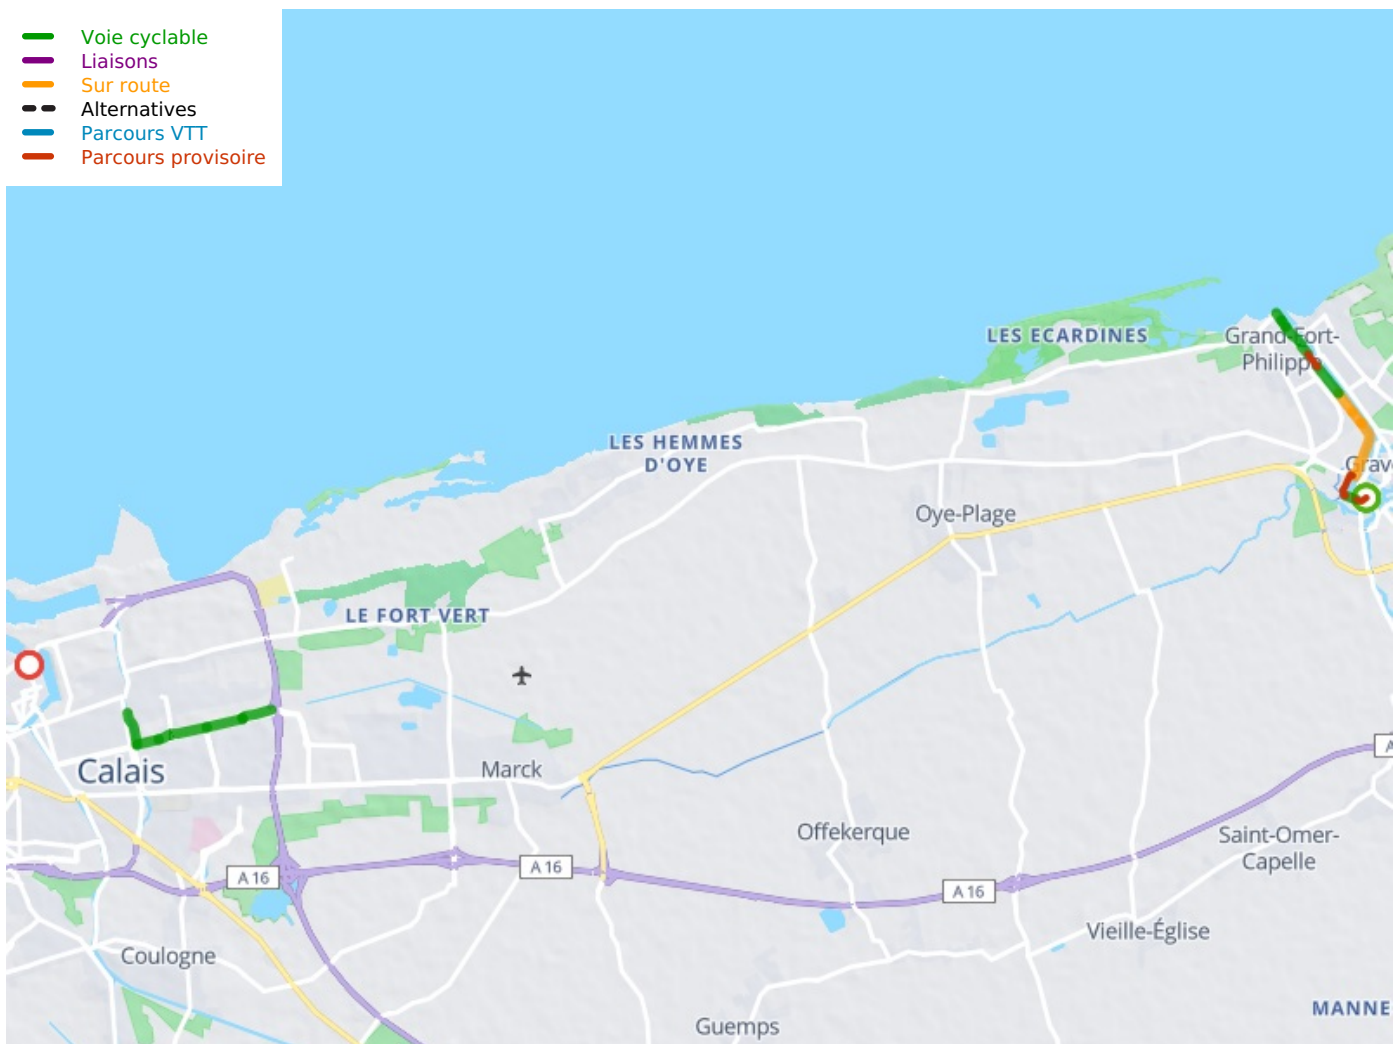 Voie cyclable
Liaisons
Sur route
Alternatives
Parcours VTT
Parcours provisoire
LES ECARDINES
Grand-Fort-
Philippe
LES HEMMES
D'OYE
Grav
Oye-Plage
LE FORT VERT
Calais
Marck
Offekerque
Saint-Omer-
Capelle
A 16
A 16
A 16
A
Vieille-Église
Coulogne
MANNE
Guemps